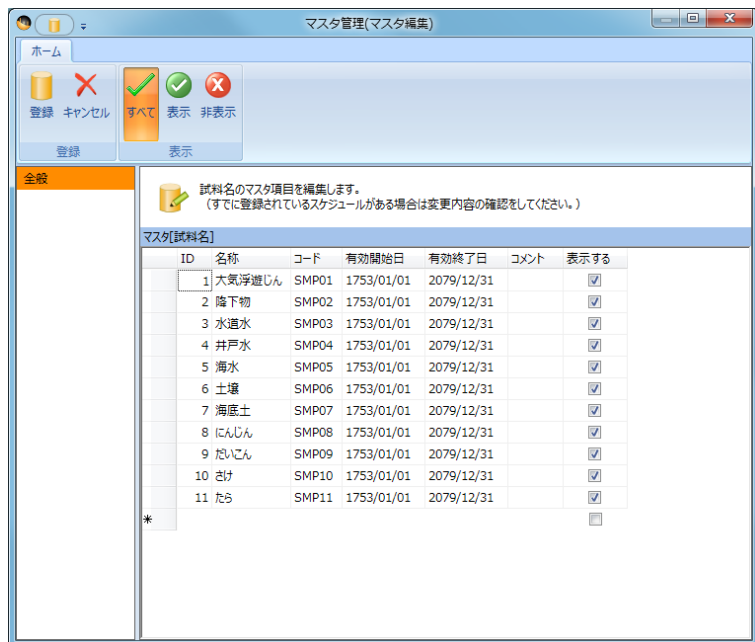 マスタ管理(マスタ編集)
ホーム
登録 キャンセル すべて 表示 非表示
登録 表示
全般
試料名のマスタ項目を編集します。
(すでに登録されているスケジュールがある場合は変更内容の確認をしてください。)
マスタ[試料名]
ID 名称 コード 有効開始日 有効終了日 コメント 表示する
1 大気浮遊じん SMP01 1753/01/01 2079/12/31
2 降下物 SMP02 1753/01/01 2079/12/31
3 水道水 SMP03 1753/01/01 2079/12/31
4 井戸水 SMP04 1753/01/01 2079/12/31
5 海水 SMP05 1753/01/01 2079/12/31
6 土壌 SMP06 1753/01/01 2079/12/31
7 海底土 SMP07 1753/01/01 2079/12/31
8 にんじん SMP08 1753/01/01 2079/12/31
9 だいこん SMP09 1753/01/01 2079/12/31
10 さけ SMP10 1753/01/01 2079/12/31
11 たら SMP11 1753/01/01 2079/12/31